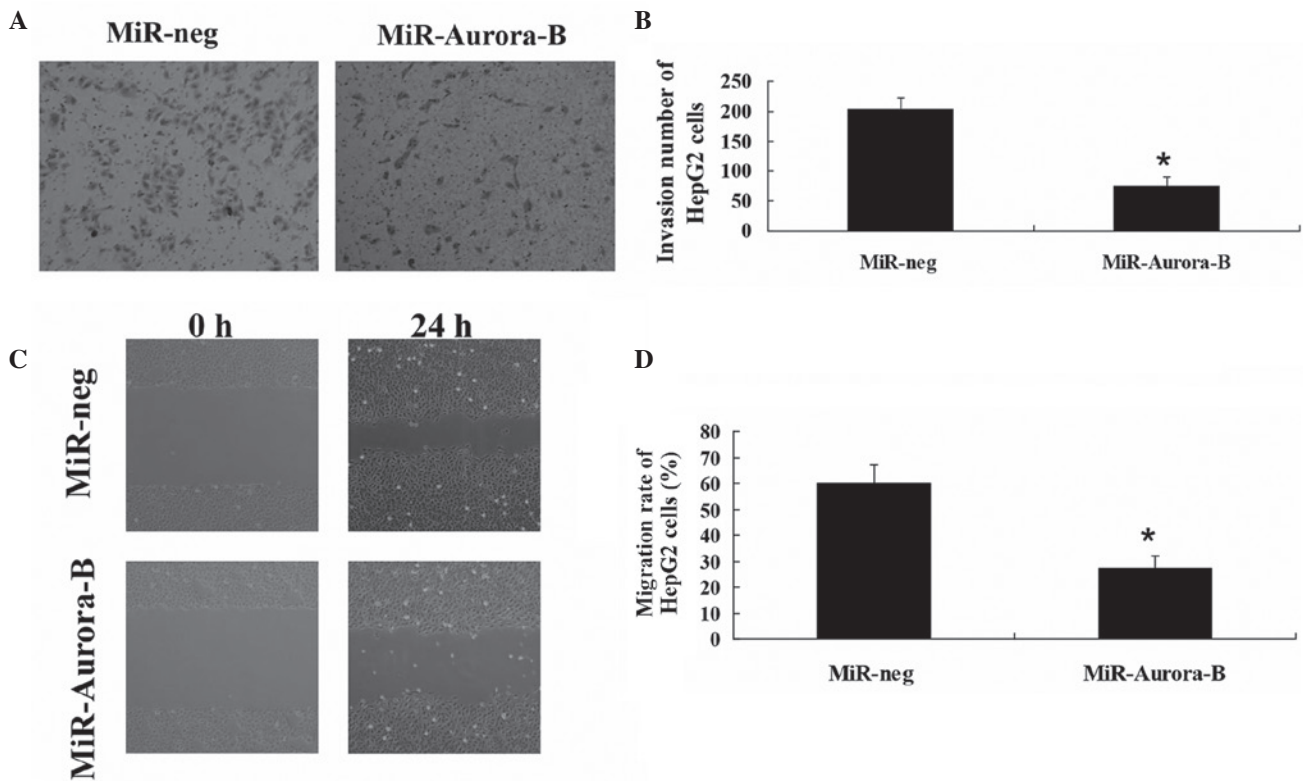 A
MiR-neg
MiR-Aurora-B
B
Invasion number of
HepG2 cells
250
200
150
100
50
0
*
MiR-neg
MiR-Aurora-B
C
0 h
24 h
MiR-neg
MiR-Aurora-B
D
Migration rate of
HepG2 cells (%)
80
70
60
50
40
30
20
10
0
*
MiR-neg
MiR-Aurora-B